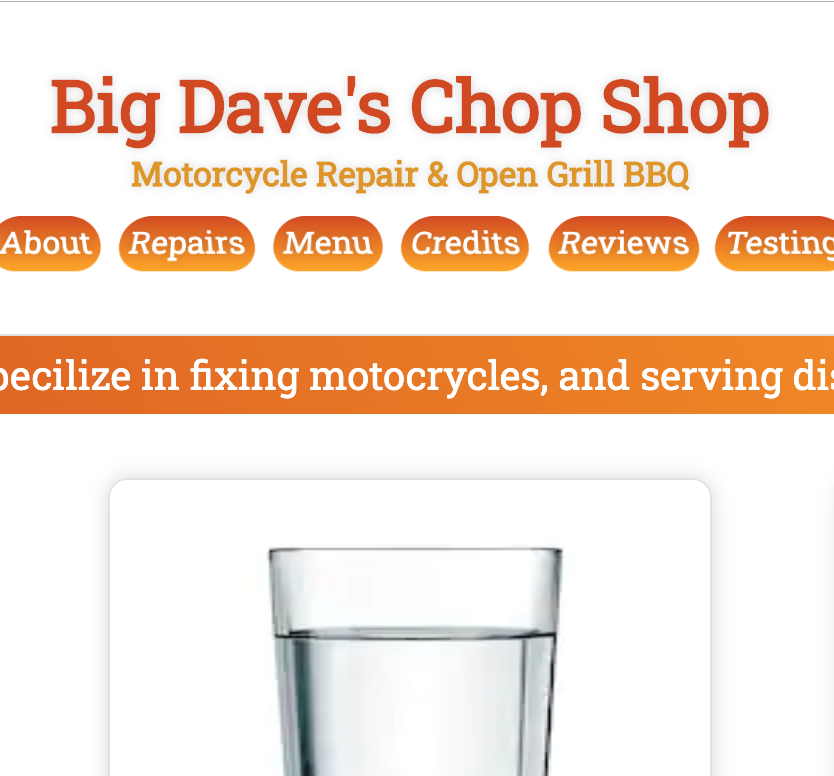 Big Dave's Chop Shop
Motorcycle Repair & Open Grill BBQ
About Repairs Menu Credits Reviews Testing
pecilize in fixing motocrycles, and serving dis